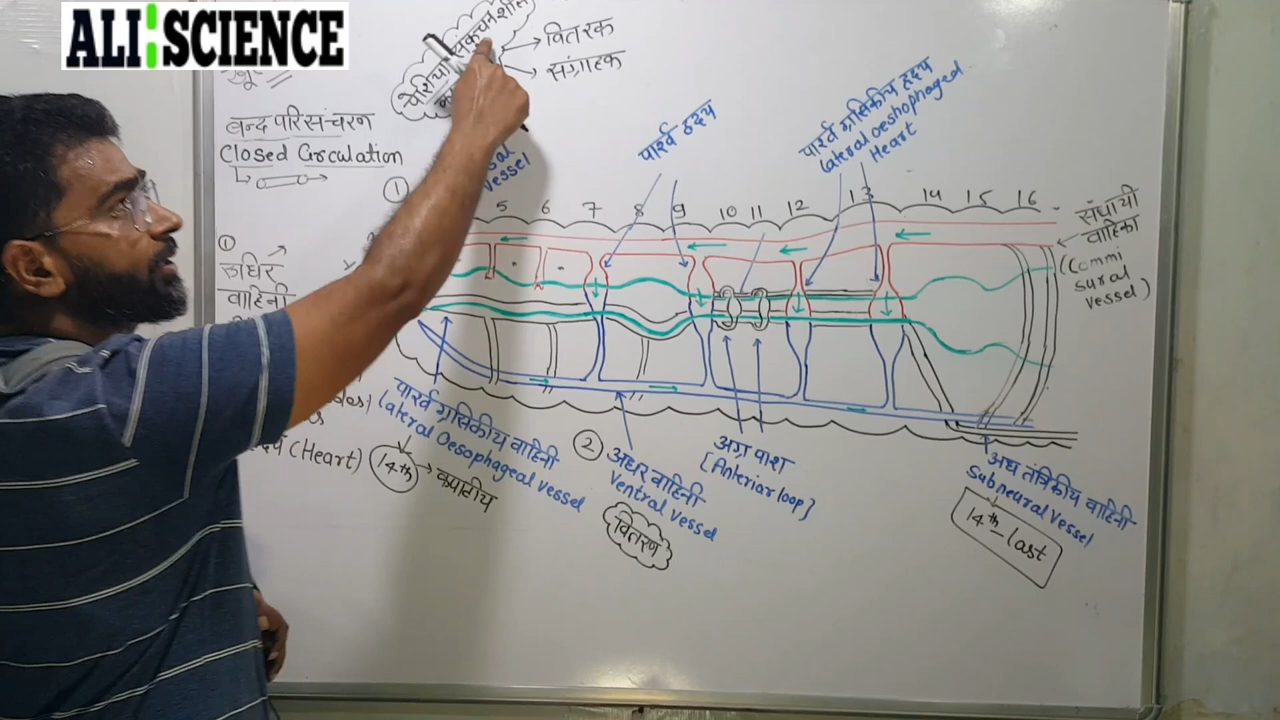 ALI SCIENCE
वितरक
संग्राहक
बन्द परिसंचरण
Closed Circulation
1
Vessel
पार्श्व हृदय
पार्श्व ग्रसिकीय हृदय
lateral oeshophageal
Heart
5 6 7 8 9 10 11 12 13 14 15 16
संधायी
वाहिका
(Commi
sural
vessel)
1
रुधिर
वाहिनी
(Heart)
पार्श्व ग्रसिकीय वाहिनी
Lateral Oesophageal vessel
14th
कपाटीय
2
अधर वाहिनी
Ventral Vessel
वितरण
अग्र पाश
(Anterior loop)
अध तंत्रिकीय वाहिनी
Subneural Vessel
14th - last